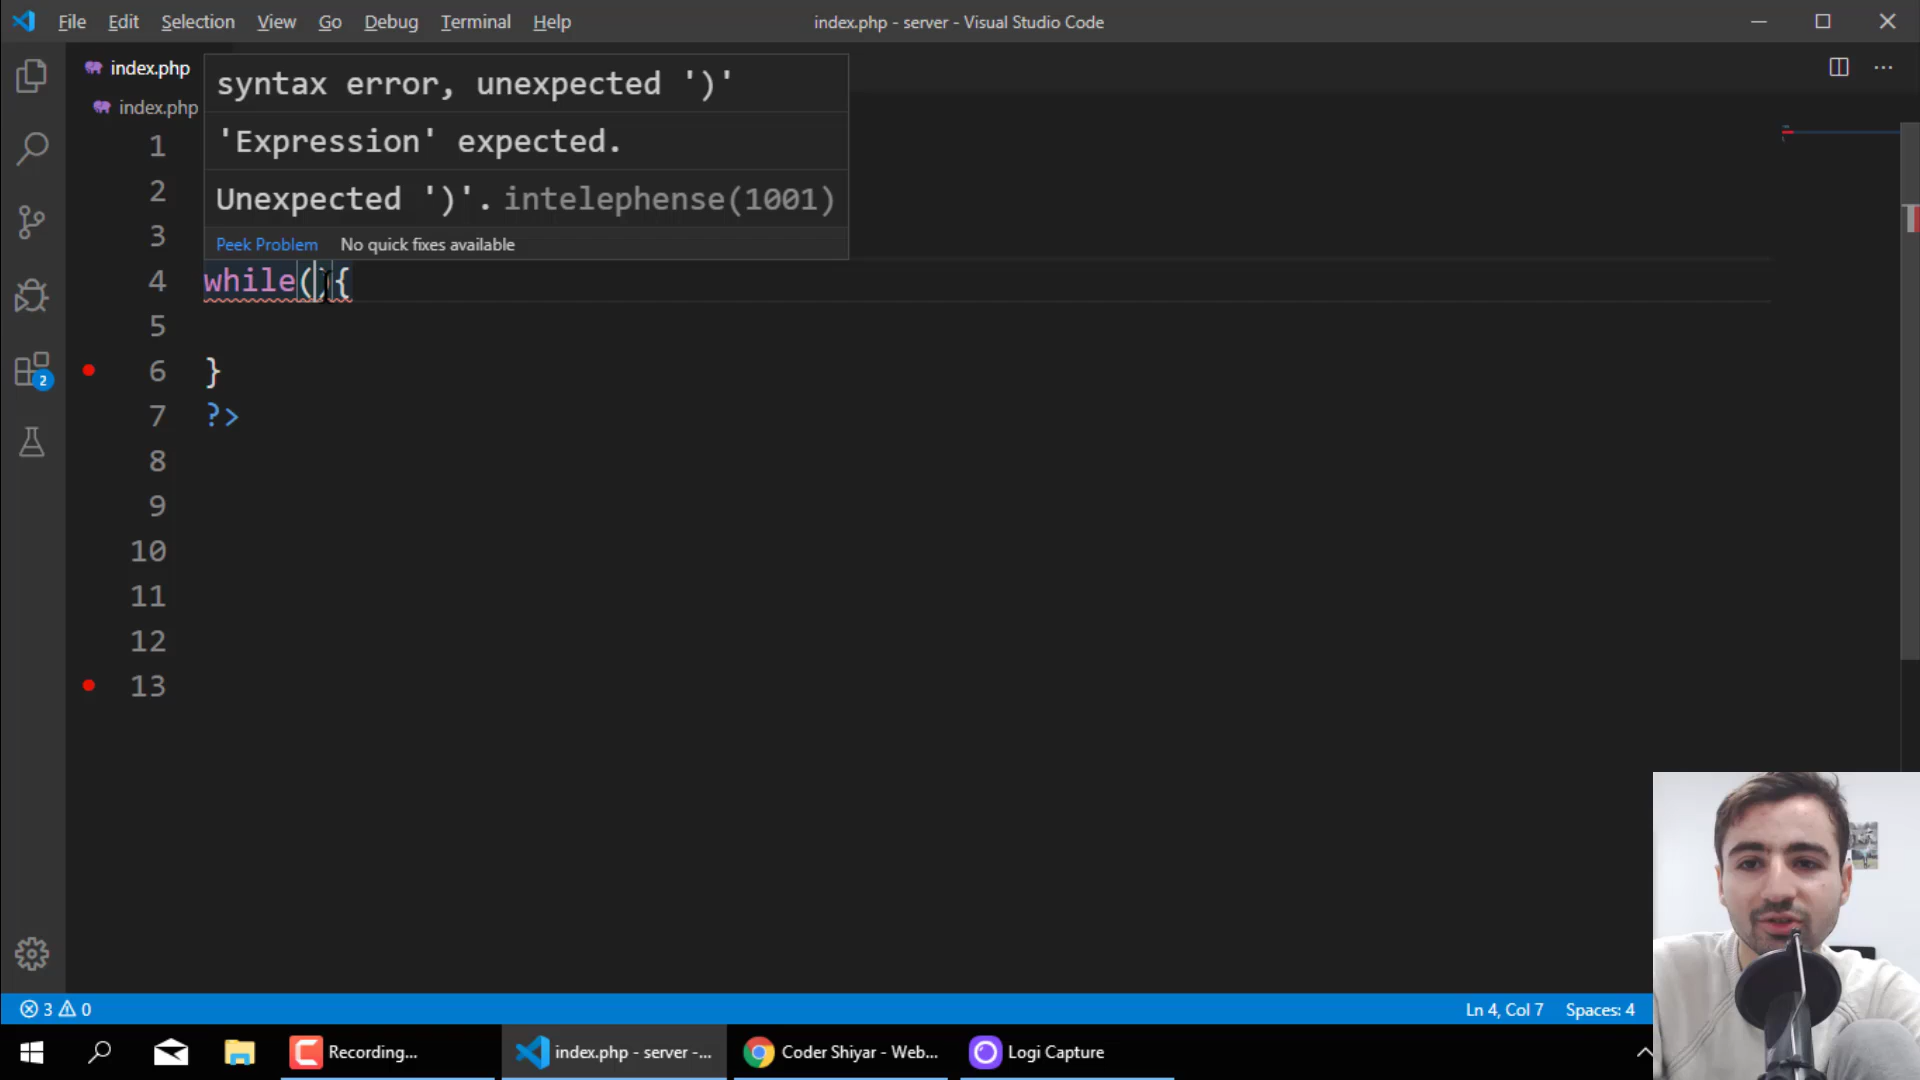 File Edit Selection View Go Debug Terminal Help
index.php - server - Visual Studio Code
index.php
index.php
syntax error, unexpected ')'
'Expression' expected.
Unexpected ')'. intelephense(1001)
Peek Problem No quick fixes available
1
2
3
4 while(){
5
6 }
7 ?>
8
9
10
11
12
13
2
3 0
Ln 4, Col 7 Spaces: 4
Recording...
index.php - server -...
Coder Shiyar - Web...
Logi Capture